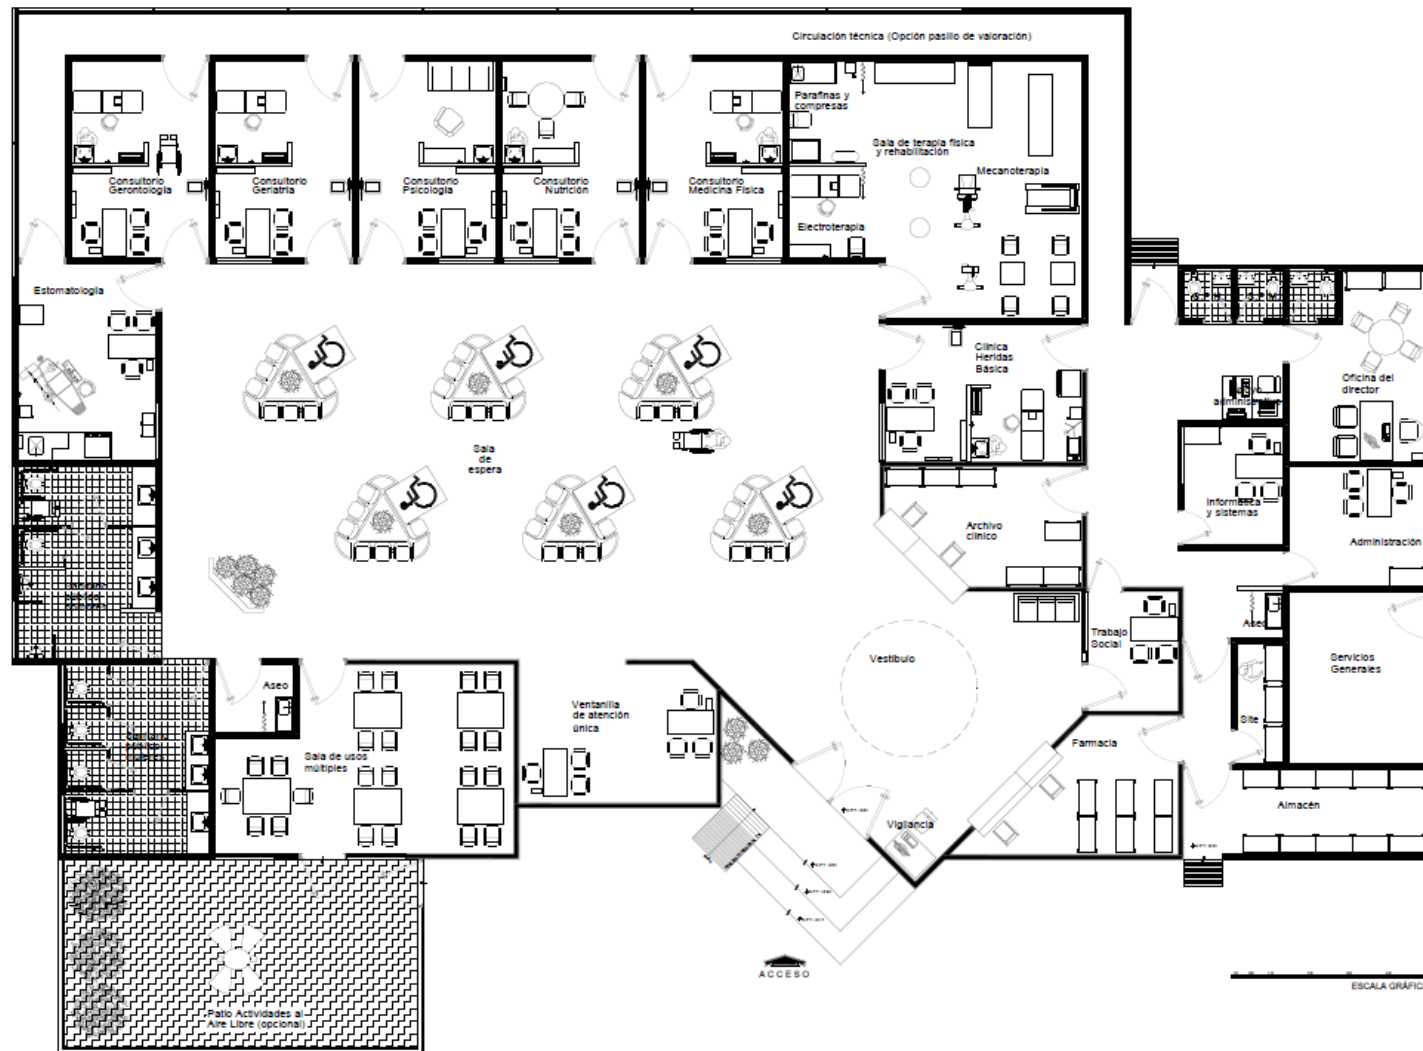 Circulación técnica (Opción pasillo de valoración)
Parafinas y
compresas
Sala de terapia física
y rehabilitación
Mecanoterapia
Electroterapia
Consultorio
Gerontología
Consultorio
Geriatría
Consultorio
Psicología
Consultorio
Nutrición
Consultorio
Medicina Física
Estomatología
Clínica
Heridas
Básica
Oficina del
director
administrativo
Sala
de
espera
Informática
y sistemas
Archivo
clínico
Administración
Trabajo
Social
Aseo
Servicios
Generales
Vestíbulo
Aseo
Ventanilla
de atención
única
Site
Sala de usos
múltiples
Farmacia
Almacén
Vigilancia
ACCESO
ESCALA GRÁFIC
Patio Actividades al
Aire Libre (opcional)